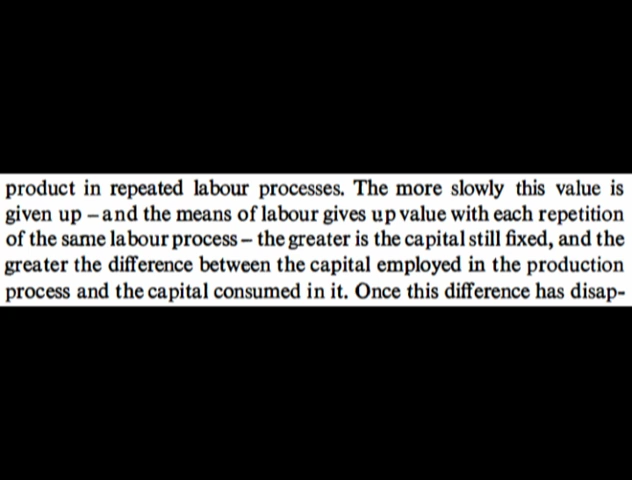 product in repeated labour processes. The more slowly this value is
given up – and the means of labour gives up value with each repetition
of the same labour process – the greater is the capital still fixed, and the
greater the difference between the capital employed in the production
process and the capital consumed in it. Once this difference has disap-